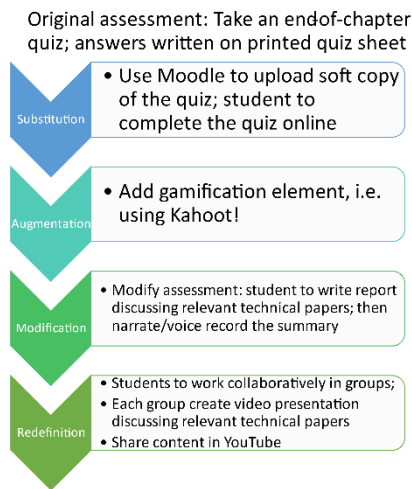 Original assessment: Take an end-of-chapter
quiz; answers written on printed quiz sheet
Substitution
• Use Moodle to upload soft copy
of the quiz; student to
complete the quiz online
Augmentation
• Add gamification element, i.e.
using Kahoot!
Modification
• Modify assessment: student to write report
discussing relevant technical papers; then
narrate/voice record the summary
Redefinition
• Students to work collaboratively in groups;
• Each group create video presentation
discussing relevant technical papers
• Share content in YouTube